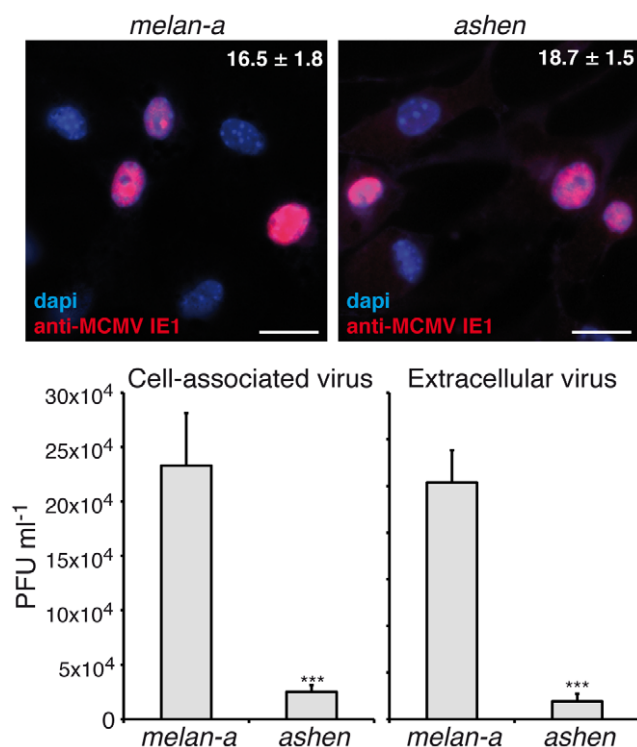 melan-a
ashen
16.5 ± 1.8
18.7 ± 1.5
dapi
anti-MCMV IE1
dapi
anti-MCMV IE1
Cell-associated virus
Extracellular virus
PFU ml⁻¹
30x10⁴
25x10⁴
20x10⁴
15x10⁴
10x10⁴
5x10⁴
0
***
***
melan-a
ashen
melan-a
ashen